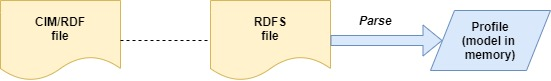 CIM/RDF
file
RDFS
file
Parse
Profile
(model in
memory)